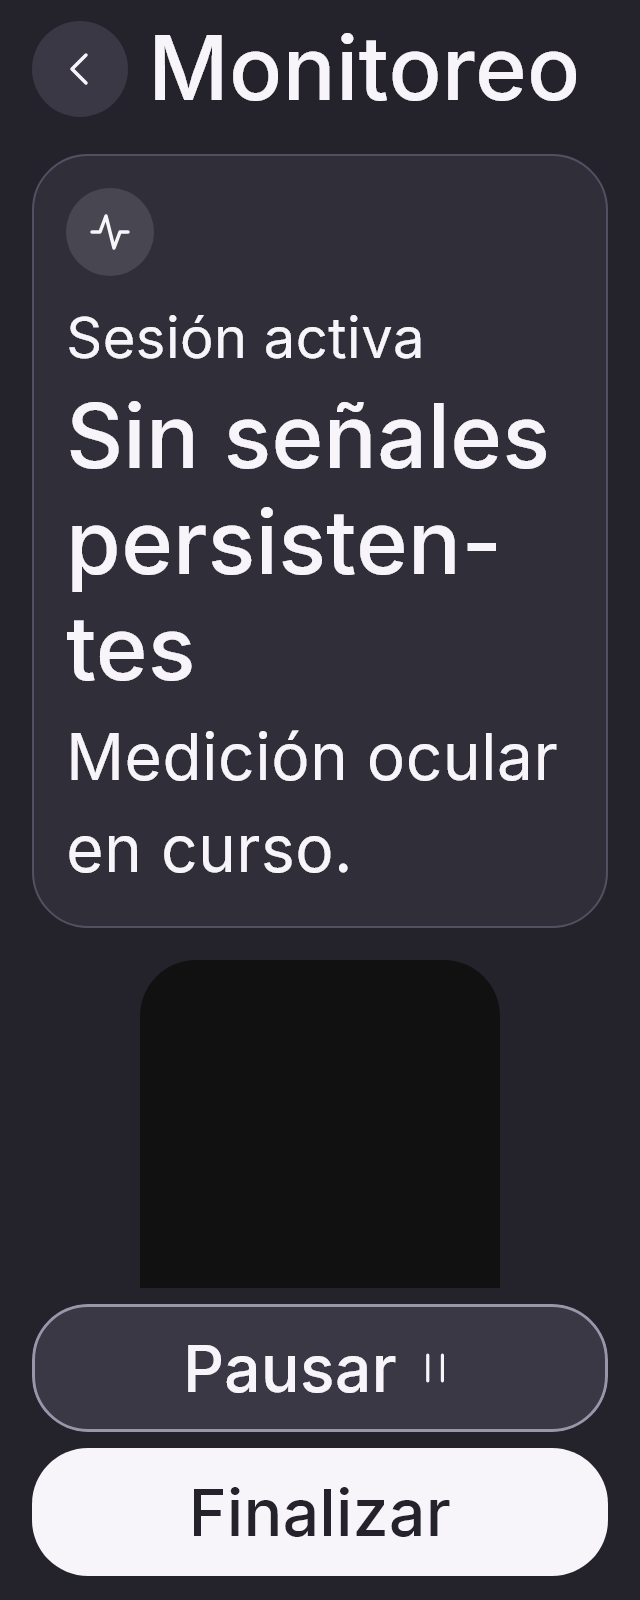 Monitoreo
Sesión activa
Sin señales
persisten-
tes
Medición ocular
en curso.
Pausar
Finalizar